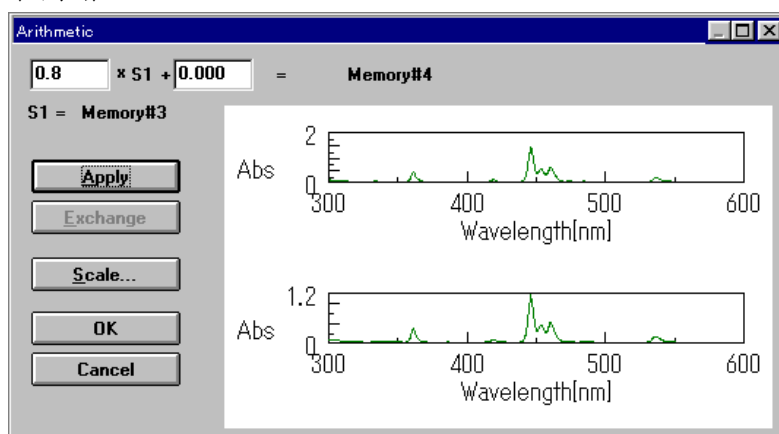 Arithmetic
0.8 × S1 + 0.000 = Memory#4
S1 = Memory#3
Apply
Exchange
Scale...
OK
Cancel
2
Abs
0
300 400 500 600
Wavelength[nm]
1.2
Abs
0
300 400 500 600
Wavelength[nm]